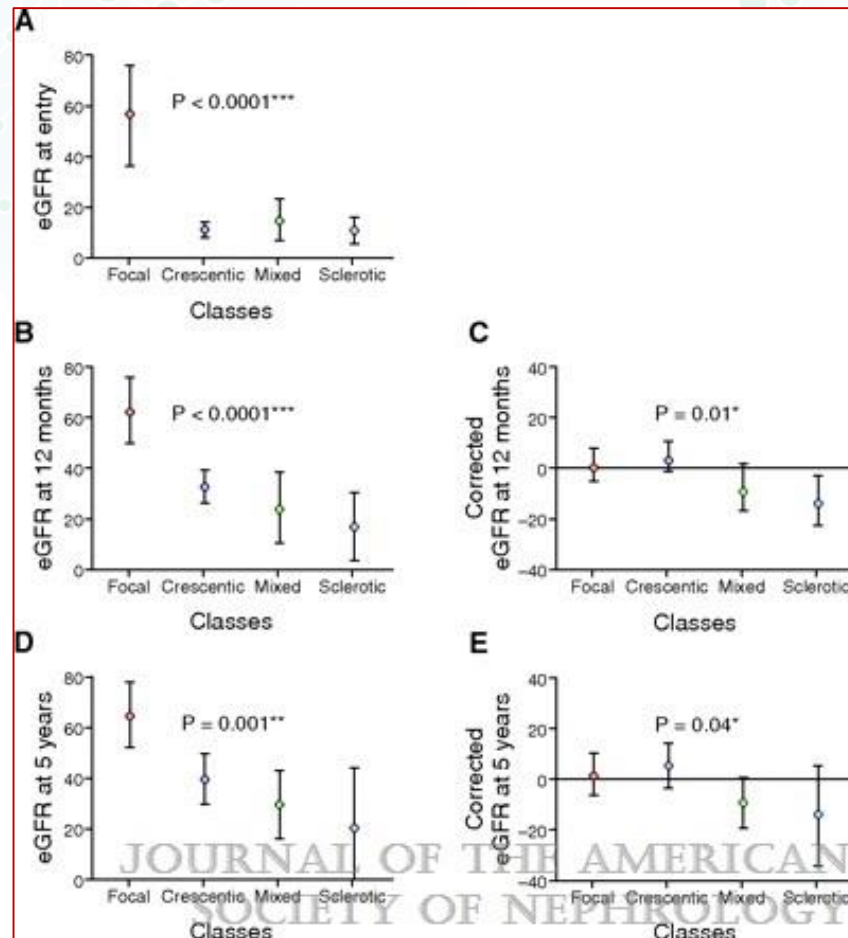 A
eGFR at entry
80
60
40
20
0
P < 0.0001***
Focal Crescentic Mixed Sclerotic
Classes
B
eGFR at 12 months
80
60
40
20
0
P < 0.0001***
Focal Crescentic Mixed Sclerotic
Classes
C
Corrected
eGFR at 12 months
40
20
0
−20
−40
P = 0.01*
Focal Crescentic Mixed Sclerotic
Classes
D
eGFR at 5 years
80
60
40
20
0
P = 0.001**
Focal Crescentic Mixed Sclerotic
Classes
E
Corrected
eGFR at 5 years
40
20
0
−20
−40
P = 0.04*
Focal Crescentic Mixed Sclerotic
Classes
JOURNAL OF THE AMERICAN
SOCIETY OF NEPHROLOGY